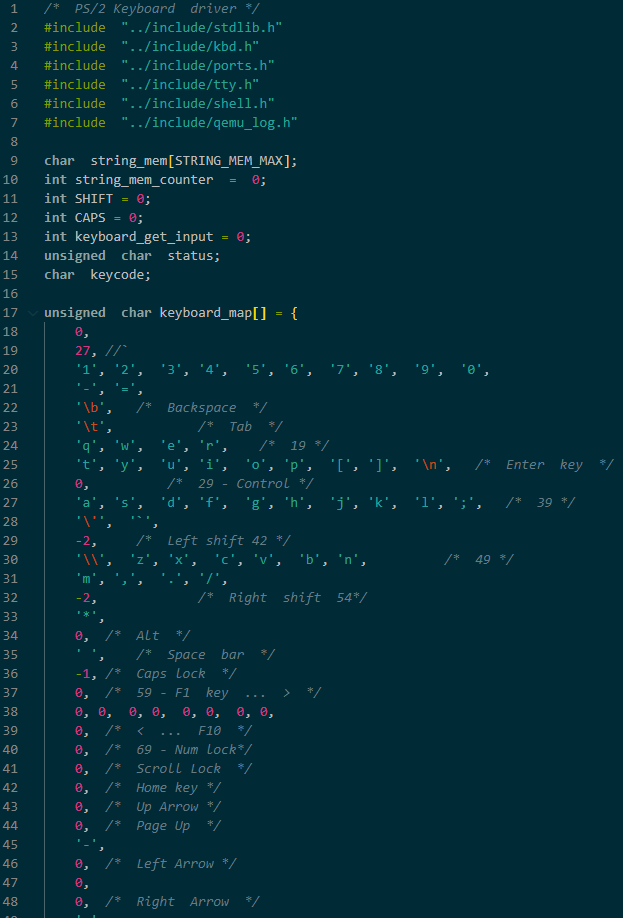 1 /* PS/2 Keyboard driver */
2 #include "../include/stdlib.h"
3 #include "../include/kbd.h"
4 #include "../include/ports.h"
5 #include "../include/tty.h"
6 #include "../include/shell.h"
7 #include "../include/qemu_log.h"
8
9 char string_mem[STRING_MEM_MAX];
10 int string_mem_counter = 0;
11 int SHIFT = 0;
12 int CAPS = 0;
13 int keyboard_get_input = 0;
14 unsigned char status;
15 char keycode;
16
17 unsigned char keyboard_map[] = {
18 0,
19 27, //`
20 '1', '2', '3', '4', '5', '6', '7', '8', '9', '0',
21 '-', '=',
22 '\b', /* Backspace */
23 '\t', /* Tab */
24 'q', 'w', 'e', 'r', /* 19 */
25 't', 'y', 'u', 'i', 'o', 'p', '[', ']', '\n', /* Enter key */
26 0, /* 29 - Control */
27 'a', 's', 'd', 'f', 'g', 'h', 'j', 'k', 'l', ';', /* 39 */
28 '\'', '`',
29 -2, /* Left shift 42 */
30 '\\', 'z', 'x', 'c', 'v', 'b', 'n', /* 49 */
31 'm', ',', '.', '/',
32 -2, /* Right shift 54*/
33 '*',
34 0, /* Alt */
35 ' ', /* Space bar */
36 -1, /* Caps lock */
37 0, /* 59 - F1 key ... > */
38 0, 0, 0, 0, 0, 0, 0, 0,
39 0, /* < ... F10 */
40 0, /* 69 - Num lock*/
41 0, /* Scroll Lock */
42 0, /* Home key */
43 0, /* Up Arrow */
44 0, /* Page Up */
45 '-',
46 0, /* Left Arrow */
47 0,
48 0, /* Right Arrow */